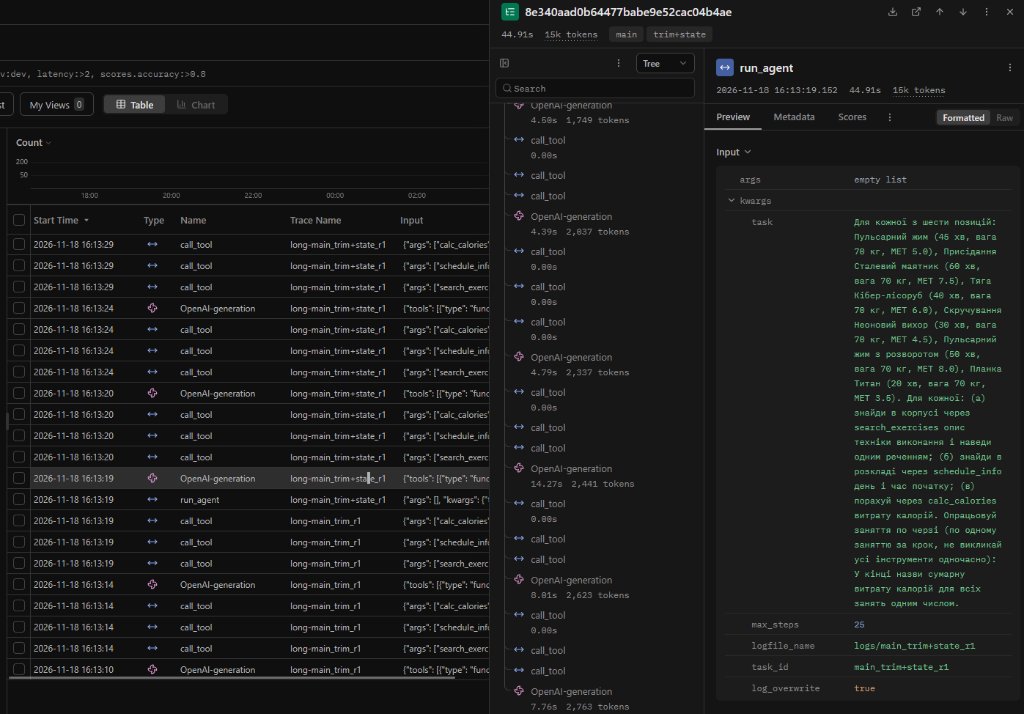 v:dev, latency:>2, scores.accuracy:>0.8
st
My Views 0
Table
Chart
Count
200
50
18:00
20:00
22:00
00:00
02:00
Start Time Type Name Trace Name Input
2026-11-18 16:13:29 call_tool long-main_trim+state_r1 {"args": ["calc_calories"
2026-11-18 16:13:29 call_tool long-main_trim+state_r1 {"args": ["schedule_info
2026-11-18 16:13:29 call_tool long-main_trim+state_r1 {"args": ["search_exerc
2026-11-18 16:13:24 OpenAI-generation long-main_trim+state_r1 {"tools": [{"type": "func
2026-11-18 16:13:24 call_tool long-main_trim+state_r1 {"args": ["calc_calories"
2026-11-18 16:13:24 call_tool long-main_trim+state_r1 {"args": ["schedule_info
2026-11-18 16:13:24 call_tool long-main_trim+state_r1 {"args": ["search_exerc
2026-11-18 16:13:20 OpenAI-generation long-main_trim+state_r1 {"tools": [{"type": "func
2026-11-18 16:13:20 call_tool long-main_trim+state_r1 {"args": ["calc_calories"
2026-11-18 16:13:20 call_tool long-main_trim+state_r1 {"args": ["schedule_info
2026-11-18 16:13:20 call_tool long-main_trim+state_r1 {"args": ["search_exerc
2026-11-18 16:13:19 OpenAI-generation long-main_trim+state_r1 {"tools": [{"type": "func
2026-11-18 16:13:19 run_agent long-main_trim+state_r1 {"args": [], "kwargs": {"t
2026-11-18 16:13:19 call_tool long-main_trim_r1 {"args": ["calc_calories"
2026-11-18 16:13:19 call_tool long-main_trim_r1 {"args": ["schedule_info
2026-11-18 16:13:19 call_tool long-main_trim_r1 {"args": ["search_exerc
2026-11-18 16:13:14 OpenAI-generation long-main_trim_r1 {"tools": [{"type": "func
2026-11-18 16:13:14 call_tool long-main_trim_r1 {"args": ["calc_calories"
2026-11-18 16:13:14 call_tool long-main_trim_r1 {"args": ["schedule_info
2026-11-18 16:13:14 call_tool long-main_trim_r1 {"args": ["search_exerc
2026-11-18 16:13:10 OpenAI-generation long-main_trim_r1 {"tools": [{"type": "func
8e340aad0b64477babe9e52cac04b4ae
44.91s 15k tokens main trim+state
Tree
Search
OpenAI-generation
4.50s 1,749 tokens
call_tool
0.00s
call_tool
call_tool
OpenAI-generation
4.39s 2,037 tokens
call_tool
0.00s
call_tool
0.00s
call_tool
0.00s
OpenAI-generation
4.79s 2,337 tokens
call_tool
0.00s
call_tool
call_tool
OpenAI-generation
14.27s 2,441 tokens
call_tool
0.00s
call_tool
call_tool
OpenAI-generation
8.01s 2,623 tokens
call_tool
0.00s
call_tool
call_tool
OpenAI-generation
7.76s 2,763 tokens
run_agent
2026-11-18 16:13:19.152 44.91s 15k tokens
Preview Metadata Scores
Formatted Raw
Input
args empty list
kwargs
task
Для кожної з шести позицій:
Пульсарний жим (45 хв, вага
70 кг, MET 5.0), Присідання
Сталевий маятник (60 хв,
вага 70 кг, MET 7.5), Тяга
Кібер-лісоруб (40 хв, вага
70 кг, MET 6.0), Скручування
Неоновий вихор (30 хв, вага
70 кг, MET 4.5), Пульсарний
жим з розворотом (50 хв,
вага 70 кг, MET 8.0), Планка
Титан (20 хв, вага 70 кг,
MET 3.5). Для кожної: (а)
знайди в корпусі через
search_exercises опис
техніки виконання і наведи
одним реченням; (б) знайди в
розкладі через schedule_info
день і час початку; (в)
порахуй через calc_calories
витрату калорій. Опрацьовуй
заняття по черзі (по одному
заняттю за крок, не викликай
усі інструменти одночасно):
У кінці назви сумарну
витрату калорій для всіх
занять одним числом.
max_steps 25
logfile_name logs/main_trim+state_r1
task_id main_trim+state_r1
log_overwrite true